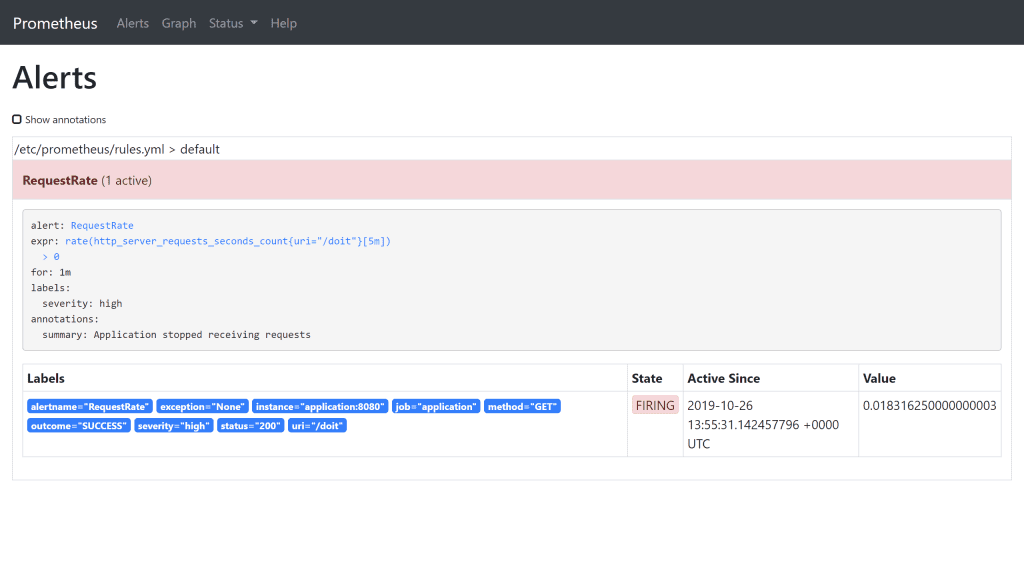 Prometheus Alerts Graph Status Help
Alerts
Show annotations
/etc/prometheus/rules.yml > default
RequestRate (1 active)
alert: RequestRate
expr: rate(http_server_requests_seconds_count{uri="/doit"}[5m])
  > 0
for: 1m
labels:
  severity: high
annotations:
  summary: Application stopped receiving requests
Labels State Active Since Value
alertname="RequestRate" exception="None" instance="application:8080" job="application" method="GET"
outcome="SUCCESS" severity="high" status="200" uri="/doit"
FIRING
2019-10-26
13:55:31.142457796 +0000
UTC
0.018316250000000003